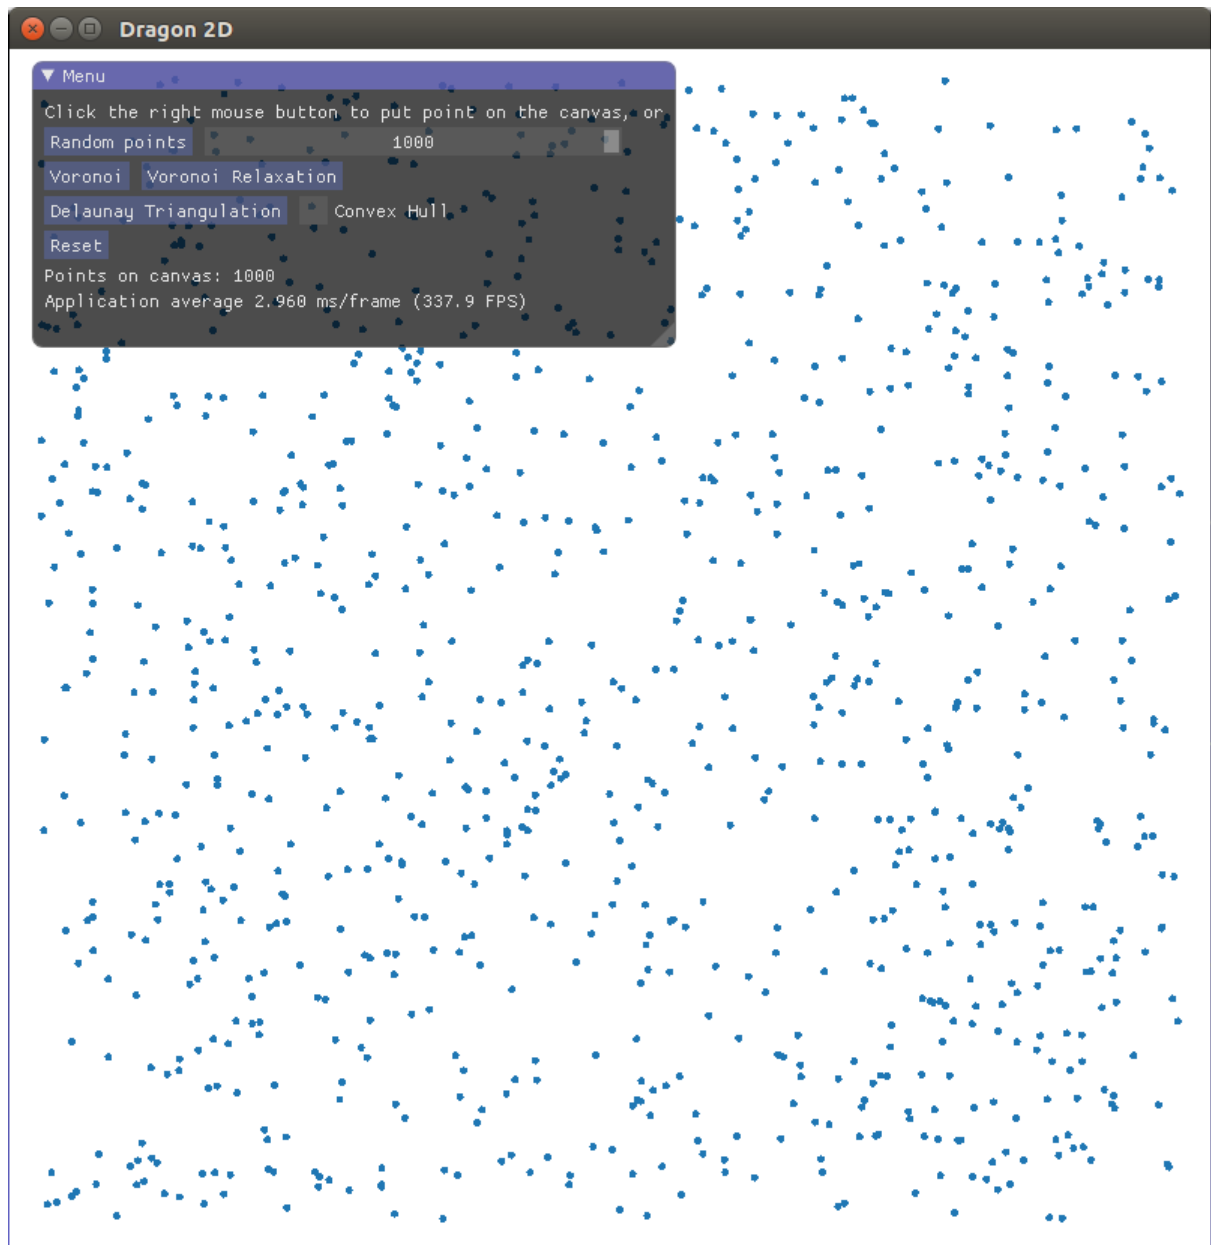 Dragon 2D
Menu
Click the right mouse button to put point on the canvas, or
Random points 1000
Voronoi Voronoi Relaxation
Delaunay Triangulation Convex Hull
Reset
Points on canvas: 1000
Application average 2.960 ms/frame (337.9 FPS)